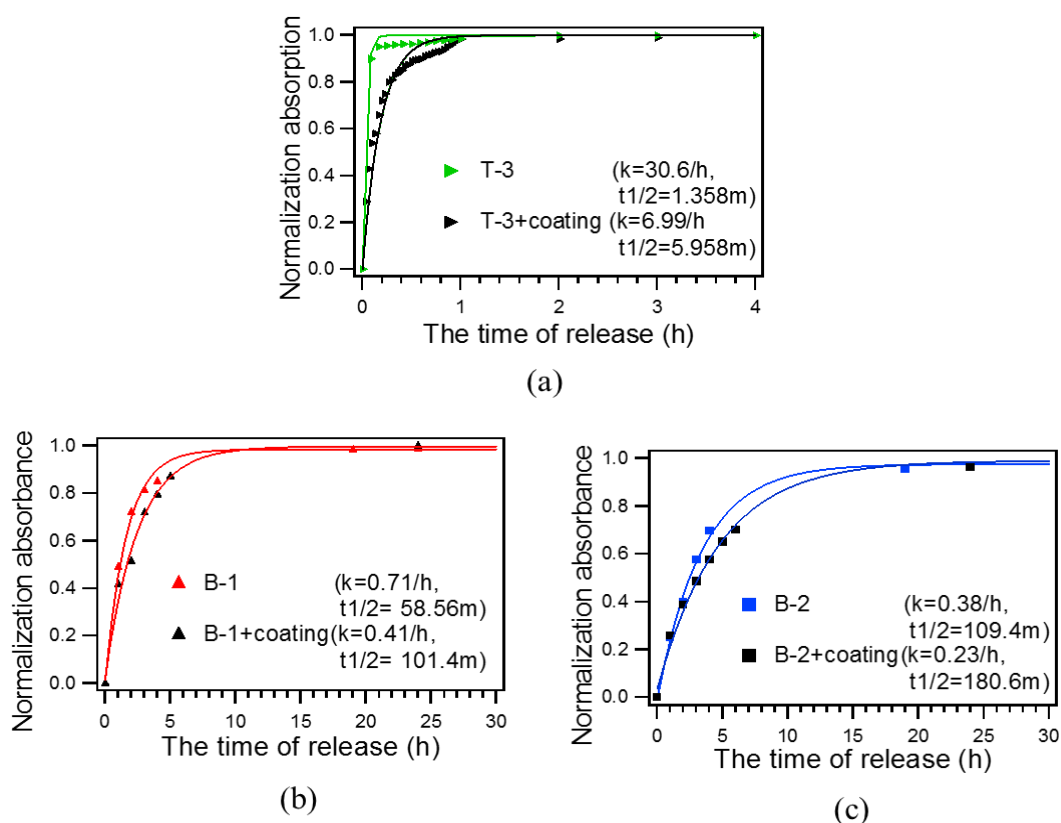 Normalization absorption
1.0
0.8
0.6
0.4
0.2
0.0
T-3 (k=30.6/h,
t1/2=1.358m)
T-3+coating (k=6.99/h
t1/2=5.958m)
0 1 2 3 4
The time of release (h)
(a)
Normalization absorbance
1.0
0.8
0.6
0.4
0.2
0.0
B-1 (k=0.71/h,
t1/2= 58.56m)
B-1+coating(k=0.41/h,
t1/2= 101.4m)
0 5 10 15 20 25 30
The time of release (h)
(b)
Normalization absorbance
1.0
0.8
0.6
0.4
0.2
0.0
B-2 (k=0.38/h,
t1/2=109.4m)
B-2+coating(k=0.23/h,
t1/2=180.6m)
0 5 10 15 20 25 30
The time of release (h)
(c)